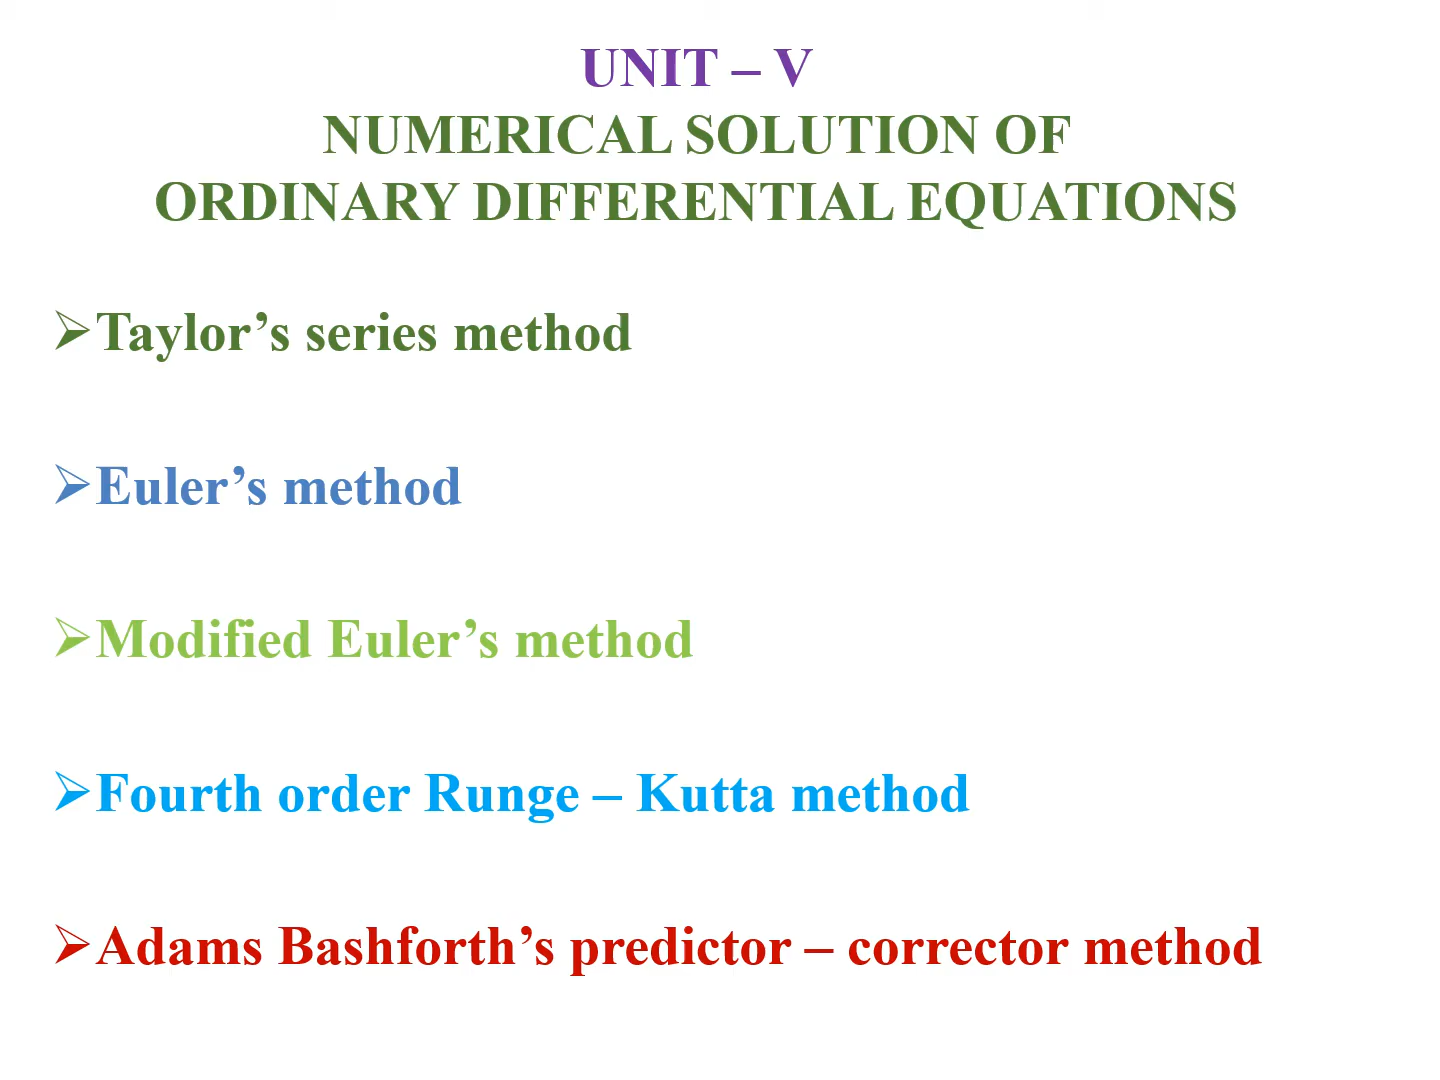 UNIT – V
NUMERICAL SOLUTION OF
ORDINARY DIFFERENTIAL EQUATIONS
➢Taylor’s series method
➢Euler’s method
➢Modified Euler’s method
➢Fourth order Runge – Kutta method
➢Adams Bashforth’s predictor – corrector method